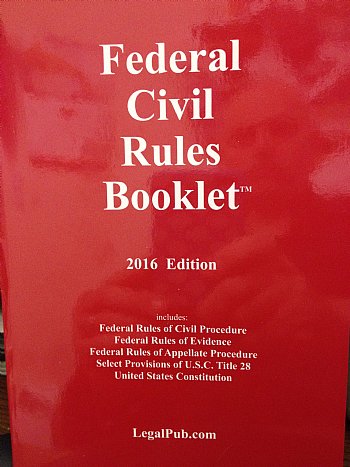 Federal
Civil
Rules
Booklet™
2016 Edition
includes:
Federal Rules of Civil Procedure
Federal Rules of Evidence
Federal Rules of Appellate Procedure
Select Provisions of U.S.C. Title 28
United States Constitution
LegalPub.com